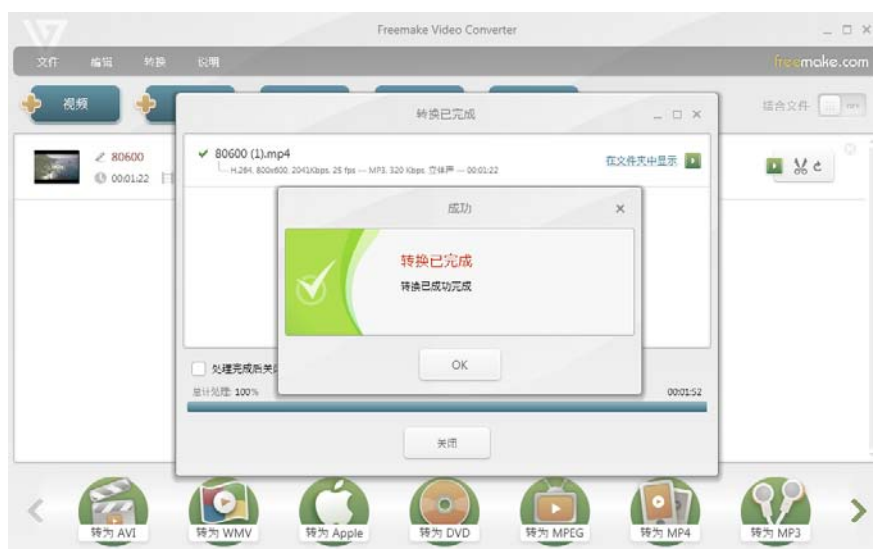 Freemake Video Converter
文件 编辑 转换 说明
freemake.com
视频
适合文件
OFF
转换已完成
80600
00:01:22
80600 (1).mp4
H.264, 800x600, 2041Kbps, 25 fps — MP3, 320 Kbps, 立体声 — 00:01:22
在文件夹中显示
成功
转换已完成
转换已成功完成
OK
处理完成后关
总计处理: 100%
00:01:52
关闭
转为 AVI
转为 WMV
转为 Apple
转为 DVD
转为 MPEG
转为 MP4
转为 MP3